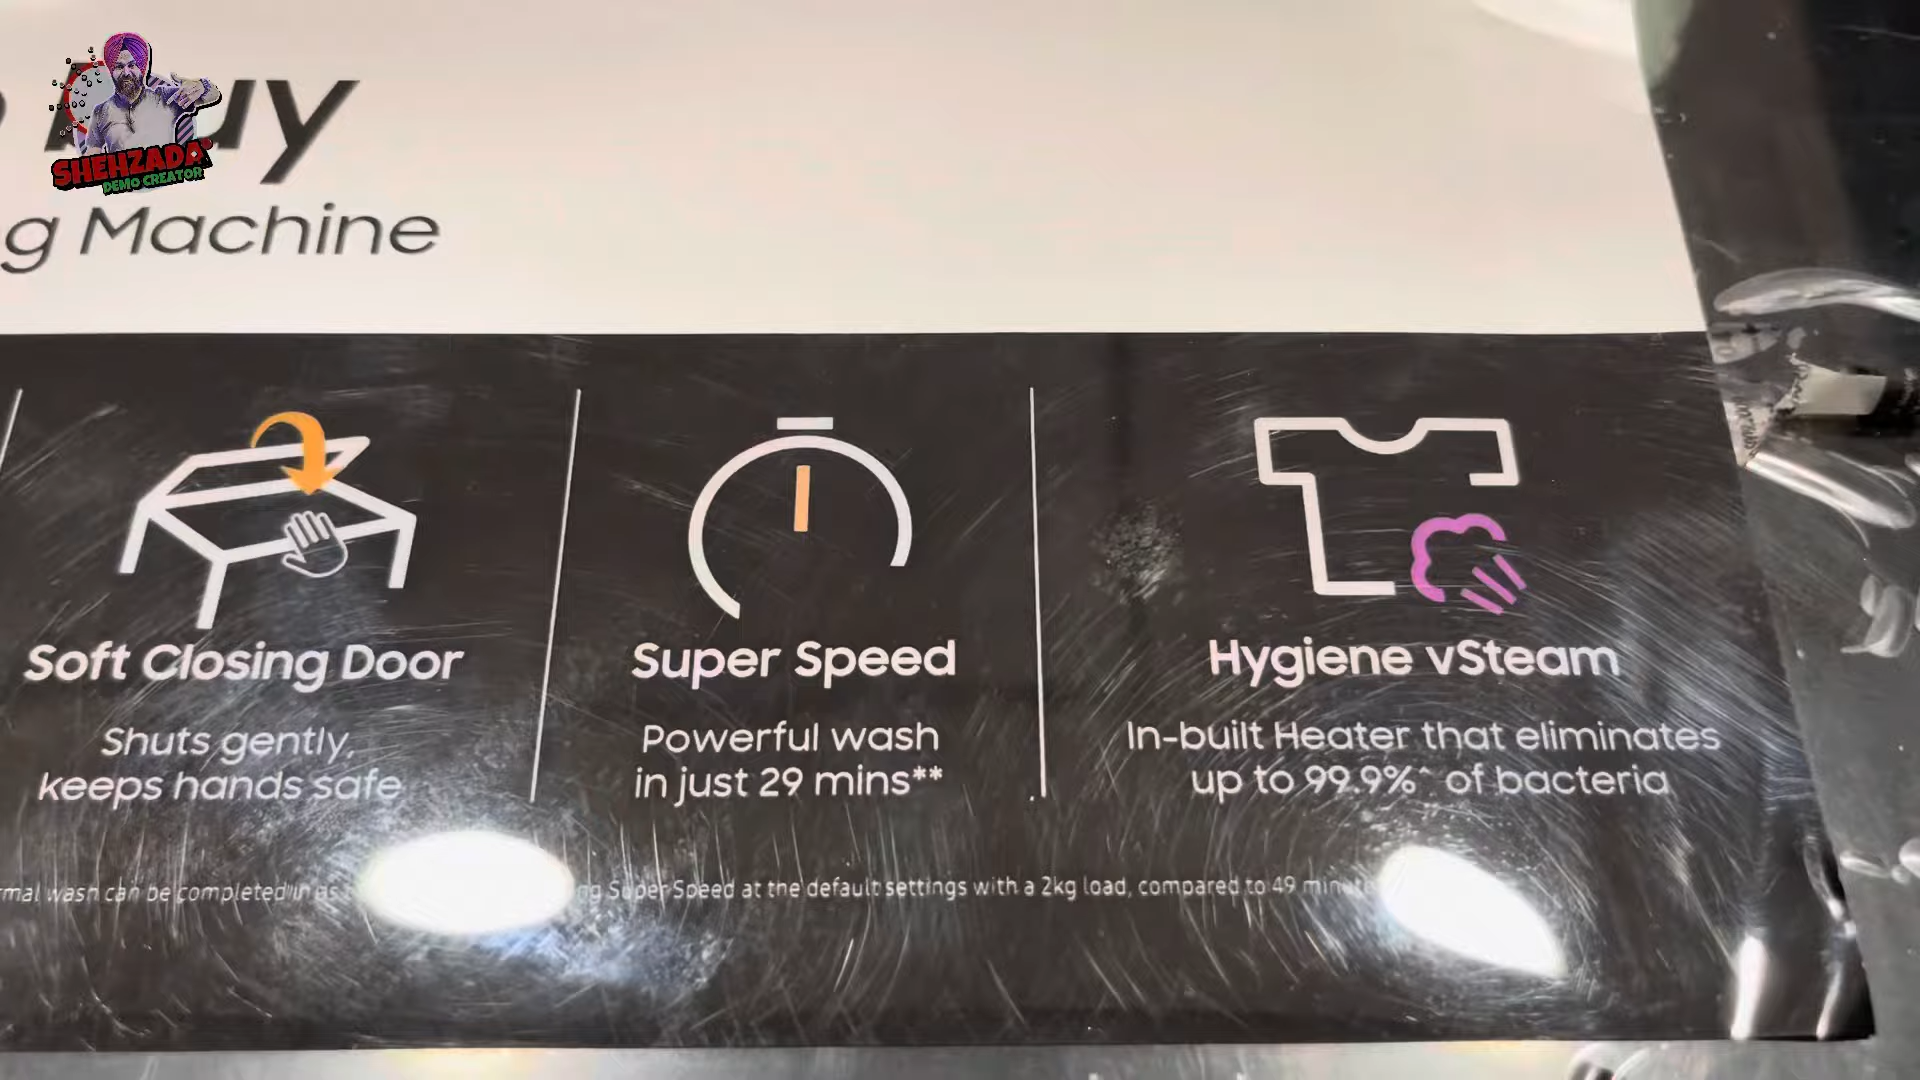 SHEHZADA
DEMO CREATOR
Machine
Soft Closing Door
Shuts gently,
keeps hands safe
Super Speed
Powerful wash
in just 29 mins**
Hygiene vSteam
In-built Heater that eliminates
up to 99.9%^ of bacteria
wash can be completed in as
Super Speed at the default settings with a 2kg load, compared to 49